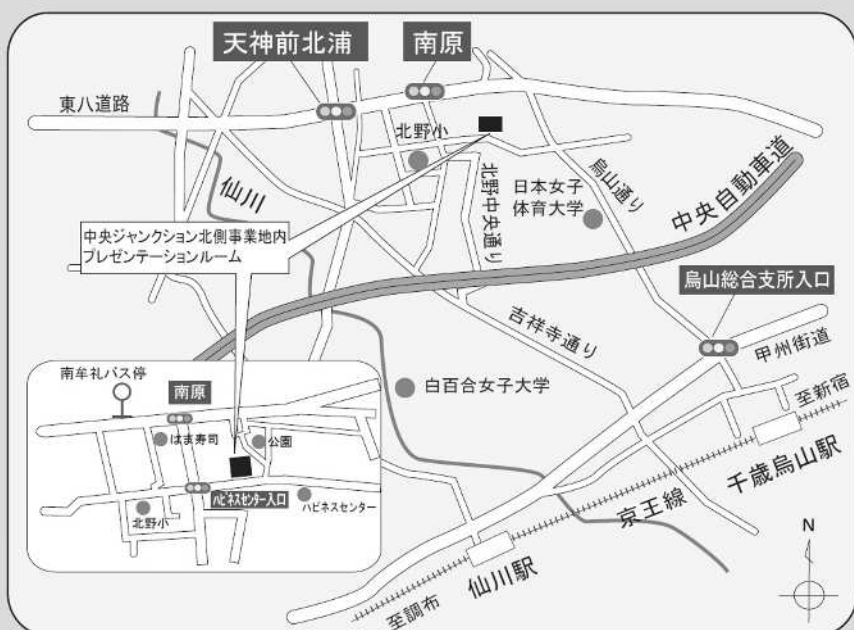 天神前北浦
南原
東八道路
北野小
仙川
日本女子
体育大学
烏山通り
中央自動車道
北野中央通り
中央ジャンクション北側事業地内
プレゼンテーションルーム
烏山総合支所入口
吉祥寺通り
甲州街道
白百合女子大学
至新宿
千歳烏山駅
京王線
仙川駅
至調布
N
南牟礼バス停
南原
はま寿司
公園
ハピネスセンター入口
ハピネスセンター
北野小